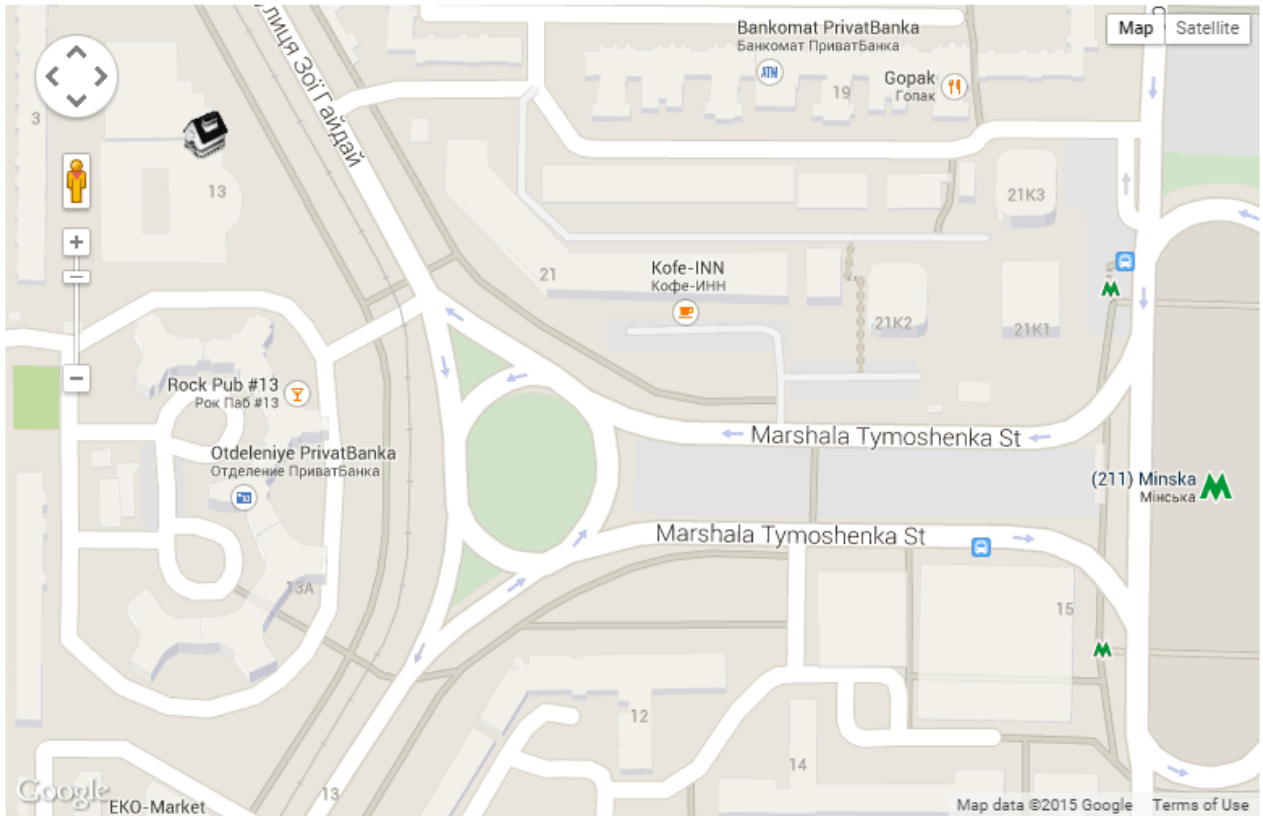 улиця Зої Гайдай
Bankomat PrivatBanka
Банкомат ПриватБанка
ATM
Map
Satellite
Gopak
Гопак
19
3
13
21К3
21
Kofe-INN
Кофе-ИНН
21К2
21К1
Rock Pub #13
Рок Паб #13
Marshala Tymoshenka St
Otdeleniye PrivatBanka
Отделение ПриватБанка
(211) Minska
Мінська
Marshala Tymoshenka St
13А
15
12
14
13
Google
EKO-Market
Map data ©2015 Google
Terms of Use